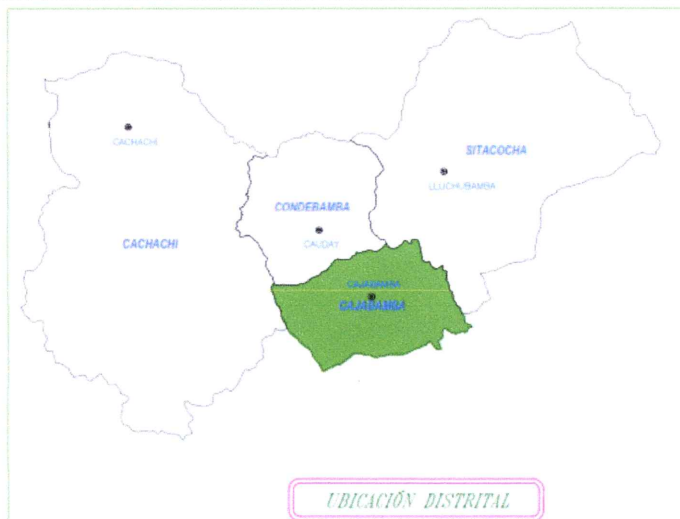 CACHACHI
SITACOCHA
LLUCHUBAMBA
CONDEBAMBA
CAUDAY
CACHACHI
CAJABAMBA
CAJABAMBA
UBICACIÓN DISTRITAL